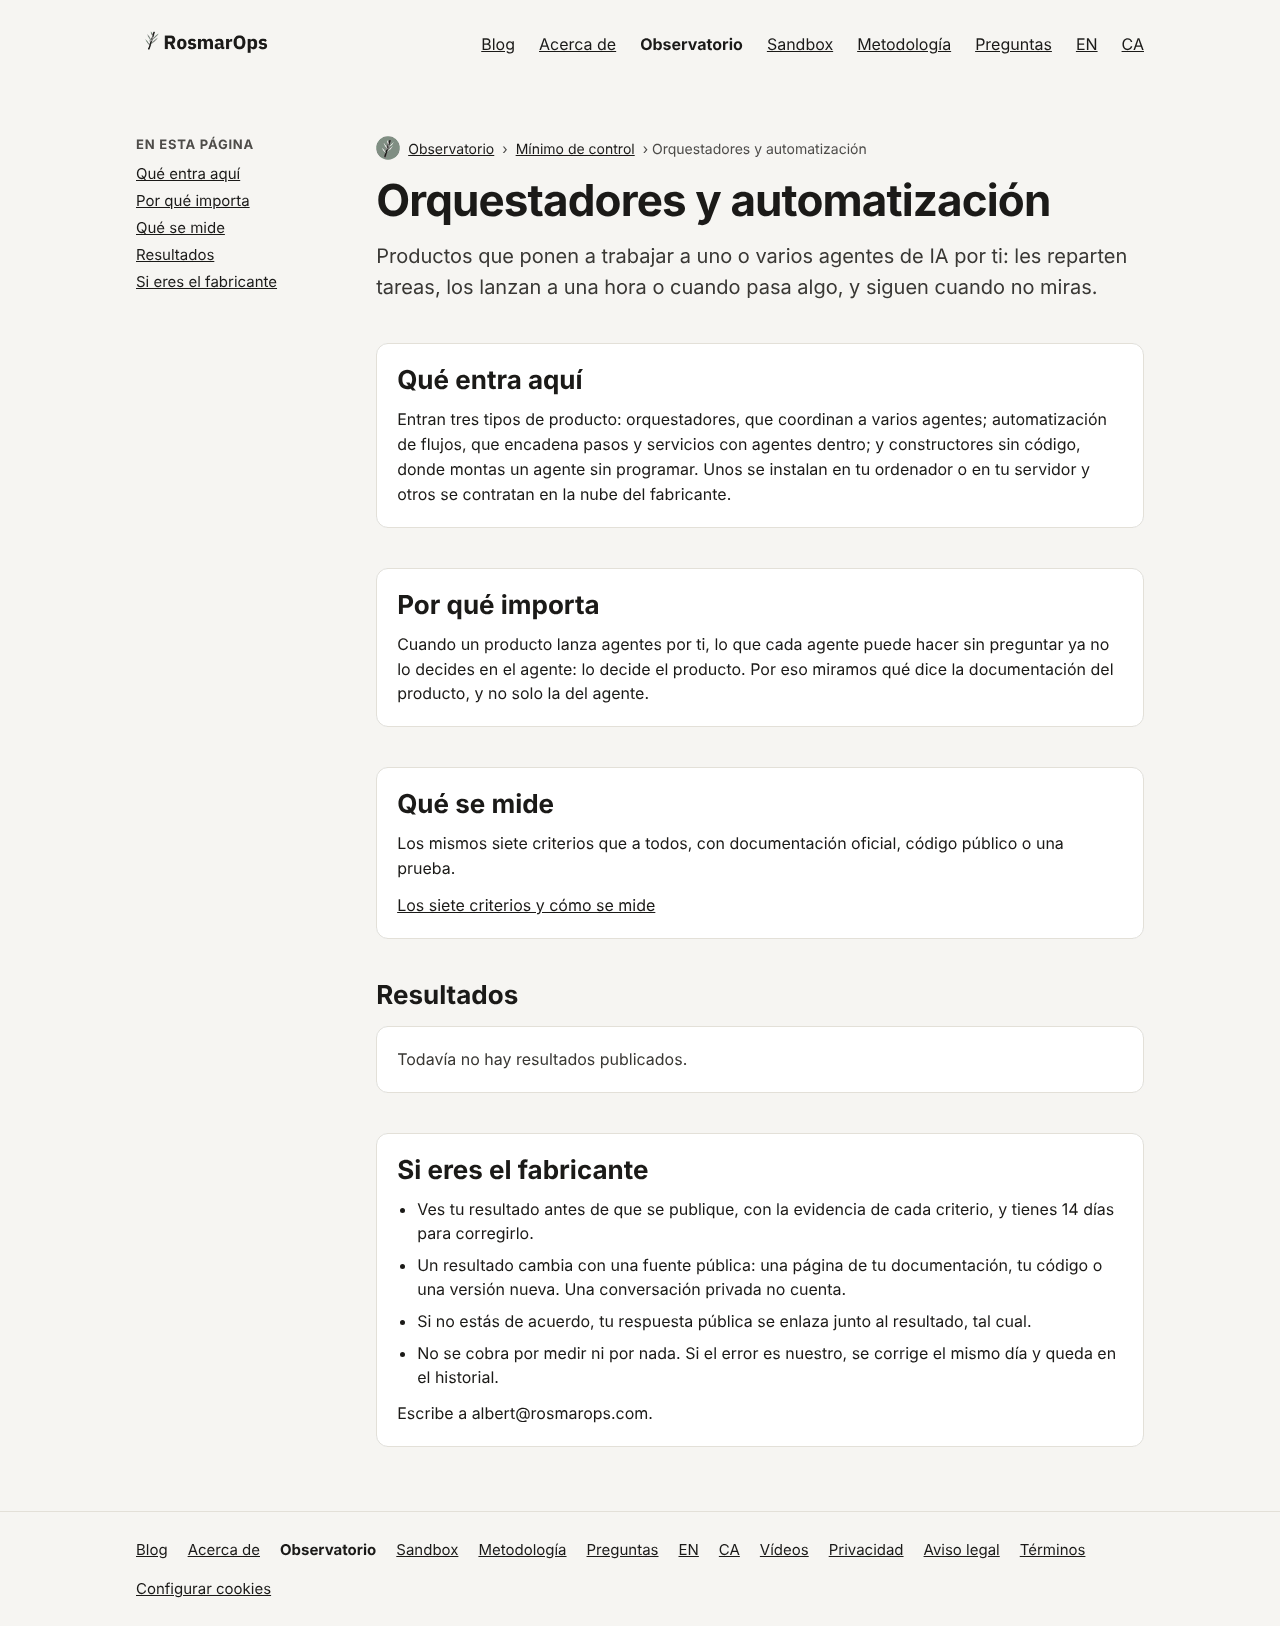 RosmarOps
Blog Acerca de Observatorio Sandbox Metodología Preguntas EN CA
EN ESTA PÁGINA
Qué entra aquí
Por qué importa
Qué se mide
Resultados
Si eres el fabricante
Observatorio › Mínimo de control › Orquestadores y automatización
Orquestadores y automatización
Productos que ponen a trabajar a uno o varios agentes de IA por ti: les reparten
tareas, los lanzan a una hora o cuando pasa algo, y siguen cuando no miras.
Qué entra aquí
Entran tres tipos de producto: orquestadores, que coordinan a varios agentes; automatización
de flujos, que encadena pasos y servicios con agentes dentro; y constructores sin código,
donde montas un agente sin programar. Unos se instalan en tu ordenador o en tu servidor y
otros se contratan en la nube del fabricante.
Por qué importa
Cuando un producto lanza agentes por ti, lo que cada agente puede hacer sin preguntar ya no
lo decides en el agente: lo decide el producto. Por eso miramos qué dice la documentación del
producto, y no solo la del agente.
Qué se mide
Los mismos siete criterios que a todos, con documentación oficial, código público o una
prueba.
Los siete criterios y cómo se mide
Resultados
Todavía no hay resultados publicados.
Si eres el fabricante
• Ves tu resultado antes de que se publique, con la evidencia de cada criterio, y tienes 14 días
para corregirlo.
• Un resultado cambia con una fuente pública: una página de tu documentación, tu código o
una versión nueva. Una conversación privada no cuenta.
• Si no estás de acuerdo, tu respuesta pública se enlaza junto al resultado, tal cual.
• No se cobra por medir ni por nada. Si el error es nuestro, se corrige el mismo día y queda en
el historial.
Escribe a albert@rosmarops.com.
Blog Acerca de Observatorio Sandbox Metodología Preguntas EN CA Vídeos Privacidad Aviso legal Términos
Configurar cookies